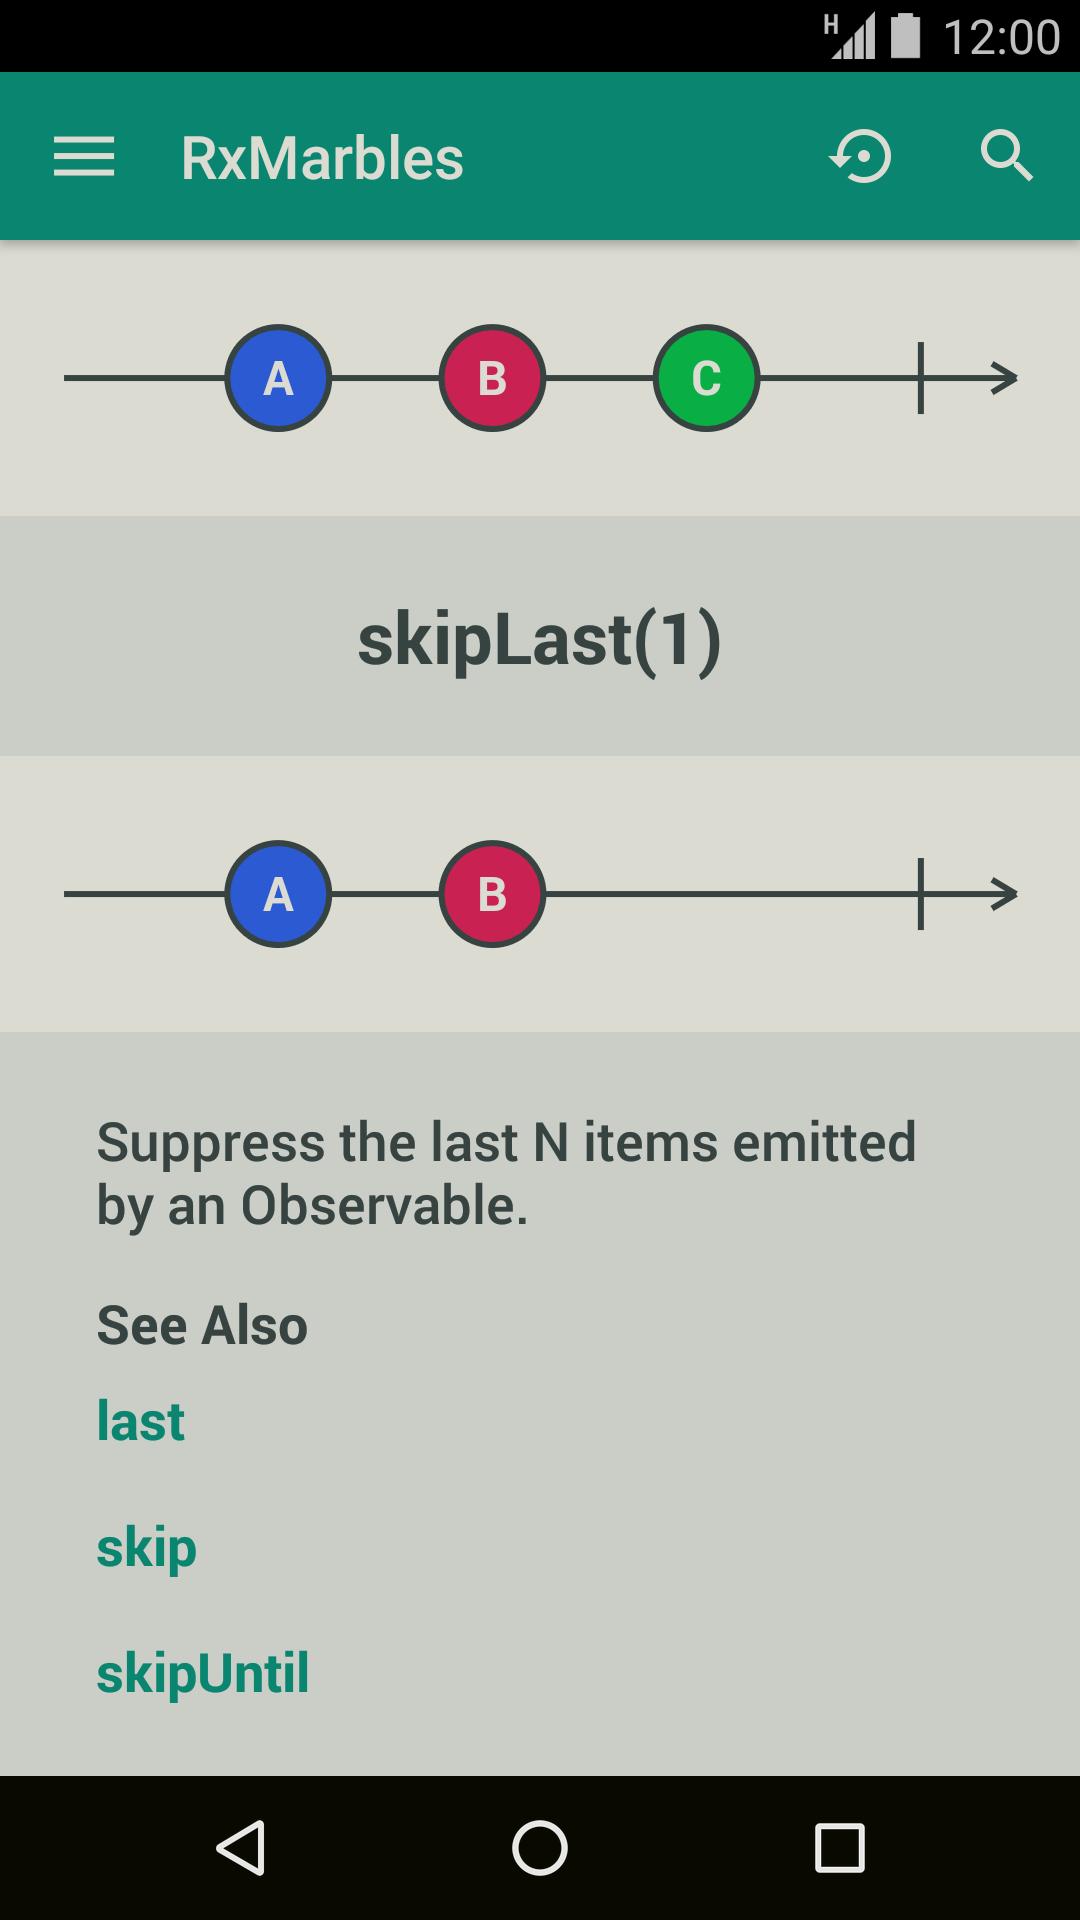 H 12:00
RxMarbles
A B C
skipLast(1)
A B
Suppress the last N items emitted
by an Observable.
See Also
last
skip
skipUntil